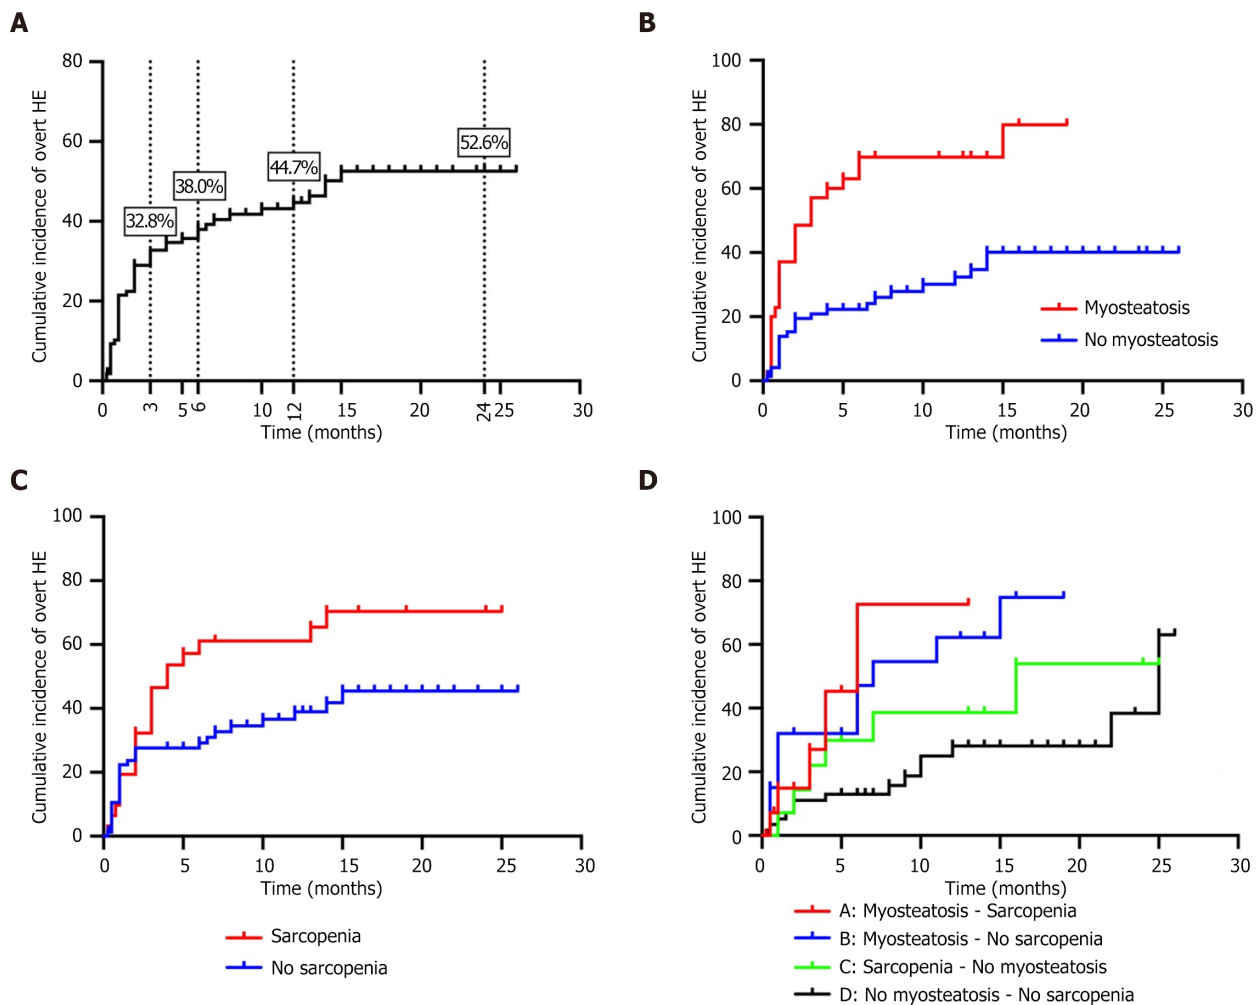 A
Cumulative incidence of overt HE
80
60
40
20
0
32.8%
38.0%
44.7%
52.6%
0 3 5 6 10 12 15 20 24 25 30
Time (months)
B
Cumulative incidence of overt HE
100
80
60
40
20
0
Myosteatosis
No myosteatosis
0 5 10 15 20 25 30
Time (months)
C
Cumulative incidence of overt HE
100
80
60
40
20
0
0 5 10 15 20 25 30
Time (months)
Sarcopenia
No sarcopenia
D
Cumulative incidence of overt HE
100
80
60
40
20
0
0 5 10 15 20 25 30
Time (months)
A: Myosteatosis - Sarcopenia
B: Myosteatosis - No sarcopenia
C: Sarcopenia - No myosteatosis
D: No myosteatosis - No sarcopenia